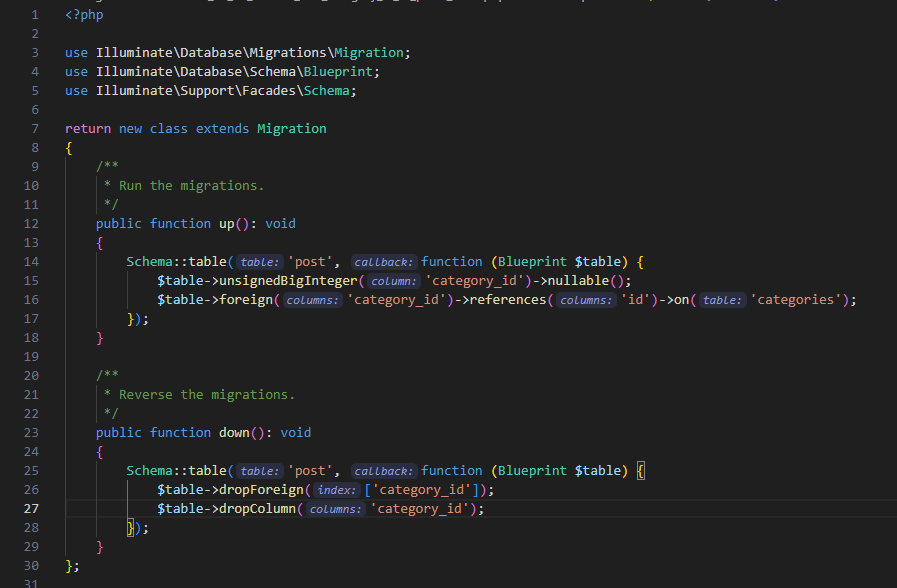 1 <?php
2
3 use Illuminate\Database\Migrations\Migration;
4 use Illuminate\Database\Schema\Blueprint;
5 use Illuminate\Support\Facades\Schema;
6
7 return new class extends Migration
8 {
9     /**
10      * Run the migrations.
11      */
12     public function up(): void
13     {
14         Schema::table( table: 'post', callback: function (Blueprint $table) {
15             $table->unsignedBigInteger( column: 'category_id')->nullable();
16             $table->foreign( columns: 'category_id')->references( columns: 'id')->on( table: 'categories');
17         });
18     }
19
20     /**
21      * Reverse the migrations.
22      */
23     public function down(): void
24     {
25         Schema::table( table: 'post', callback: function (Blueprint $table) {
26             $table->dropForeign( index: ['category_id']);
27             $table->dropColumn( columns: 'category_id');
28         });
29     }
30 };
31